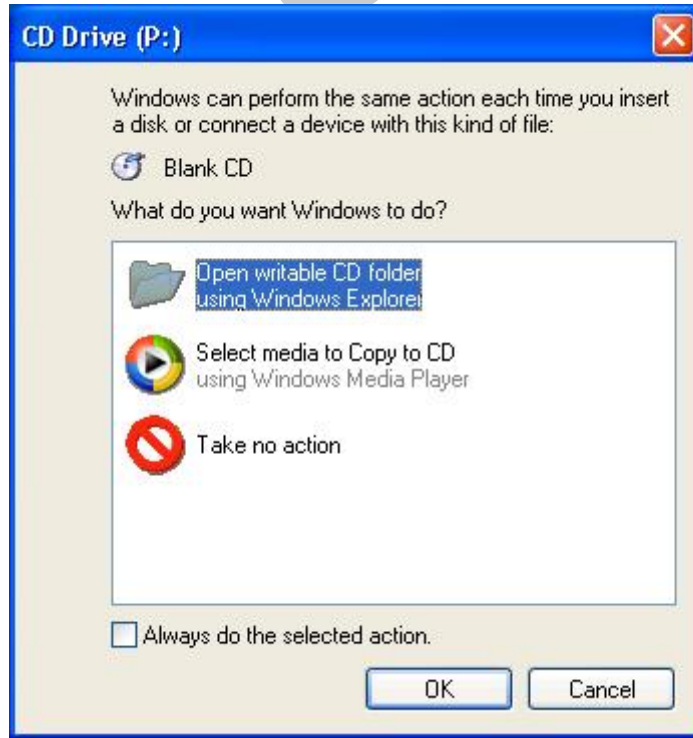 CD Drive (P:)
Windows can perform the same action each time you insert
a disk or connect a device with this kind of file:
Blank CD
What do you want Windows to do?
Open writable CD folder
using Windows Explorer
Select media to Copy to CD
using Windows Media Player
Take no action
Always do the selected action.
OK Cancel